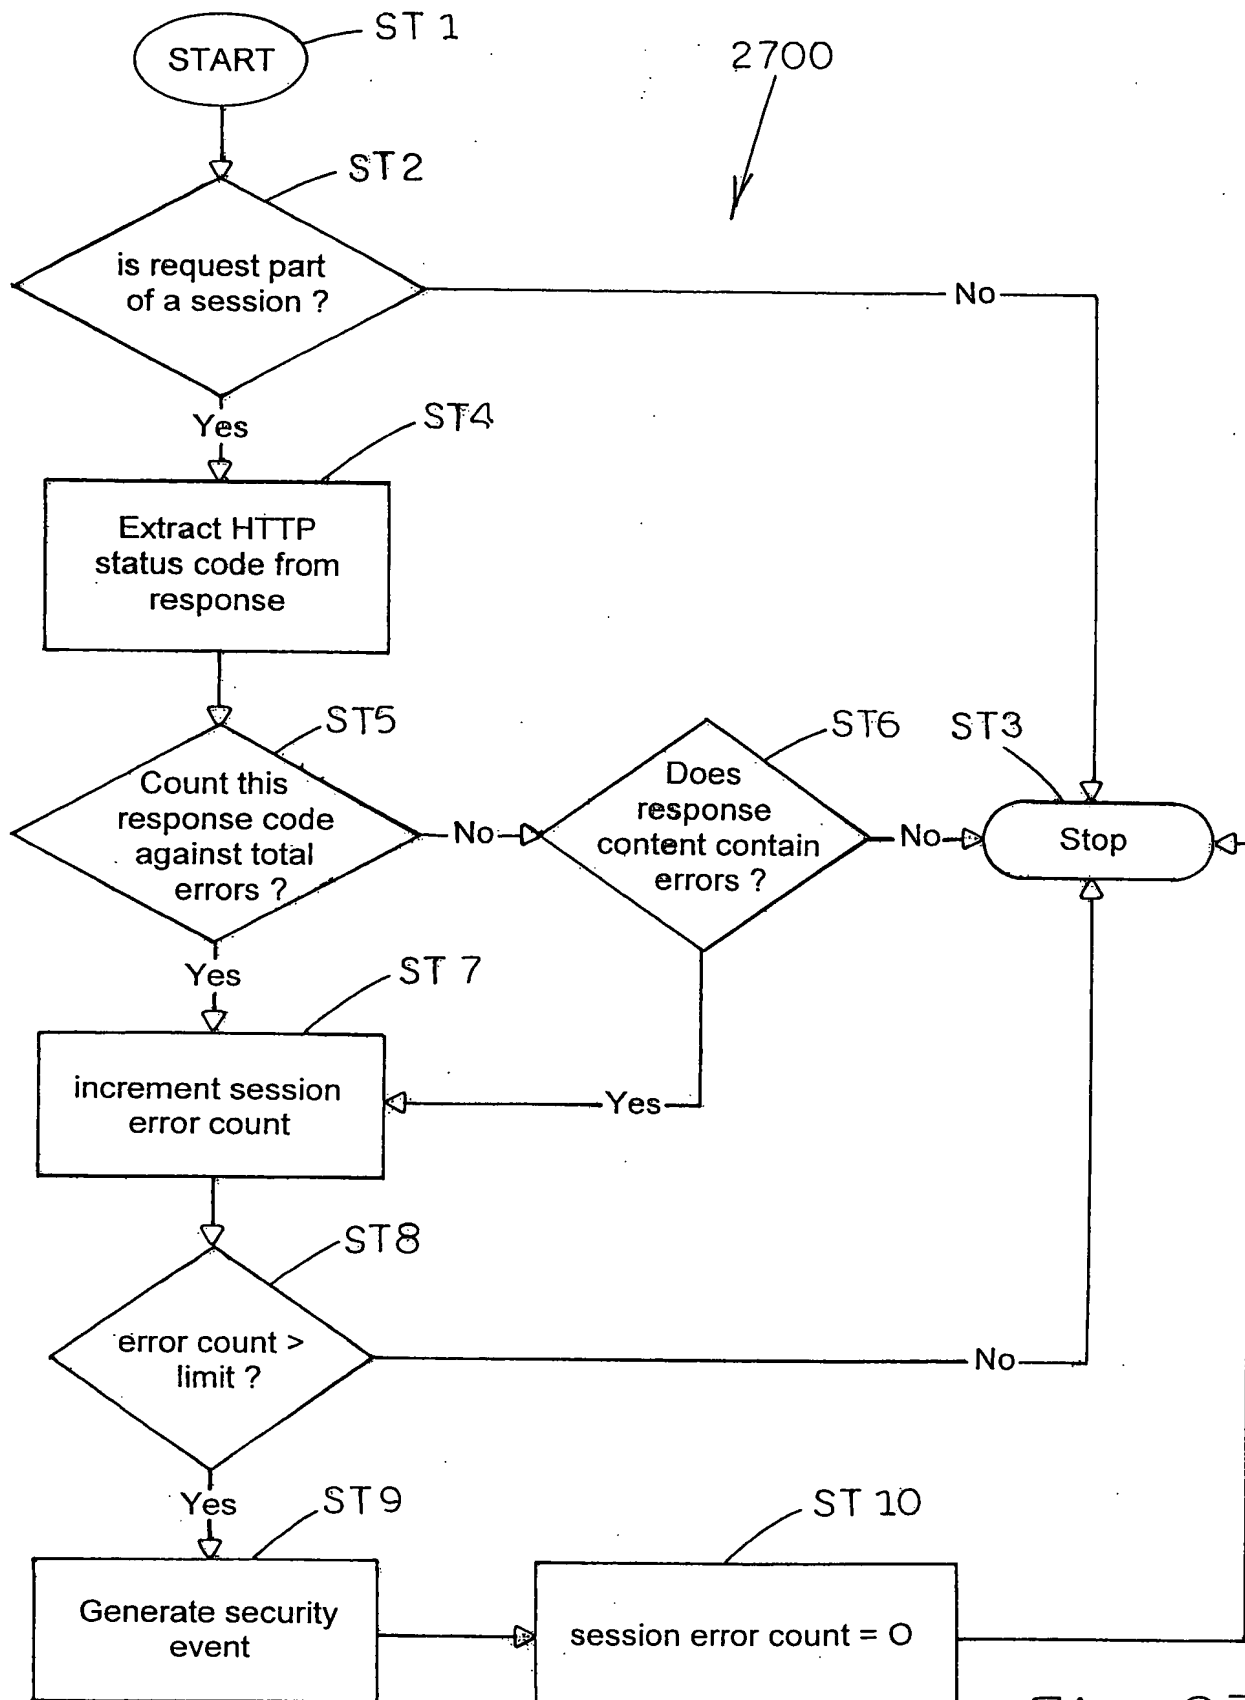 START
ST 1
2700
ST2
is request part
of a session ?
No
Yes
ST4
Extract HTTP
status code from
response
ST5
Count this
response code
against total
errors ?
No
ST6
Does
response
content contain
errors ?
No
ST3
Stop
Yes
ST 7
increment session
error count
Yes
ST8
error count >
limit ?
No
Yes
ST9
Generate security
event
ST 10
session error count = O